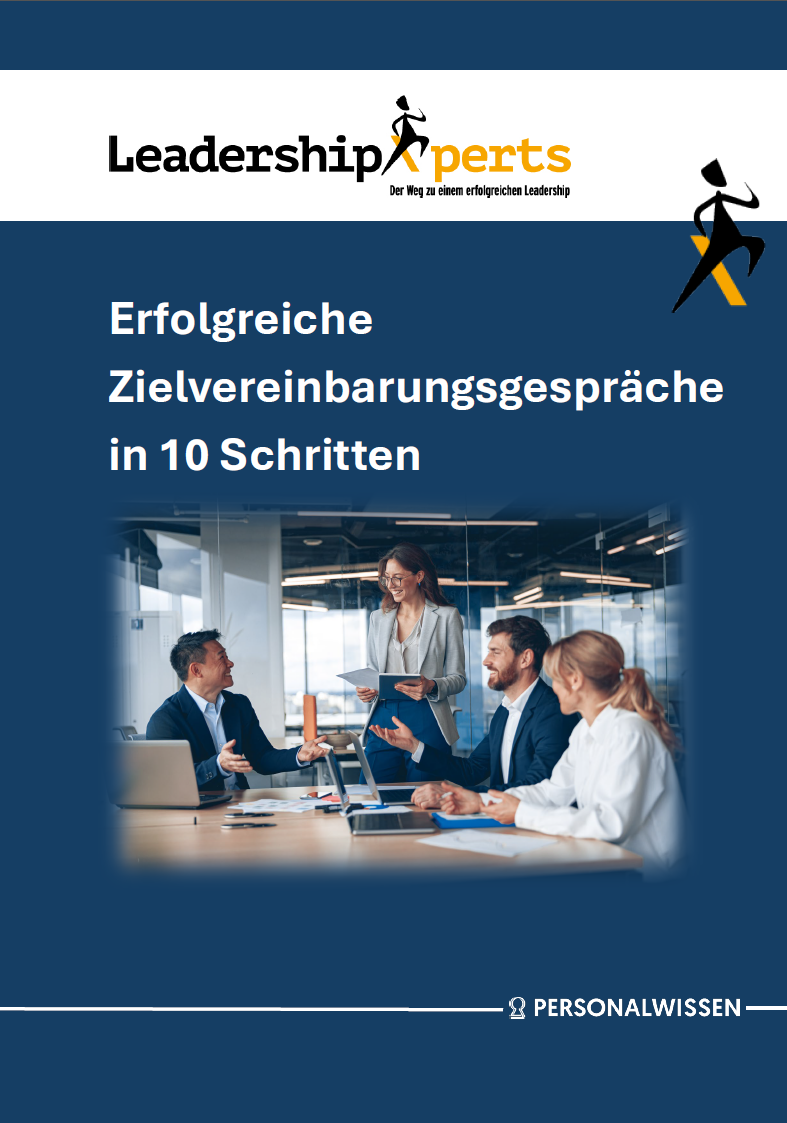 LeadershipXperts
Der Weg zu einem erfolgreichen Leadership
Erfolgreiche
Zielvereinbarungsgespräche
in 10 Schritten
PERSONALWISSEN